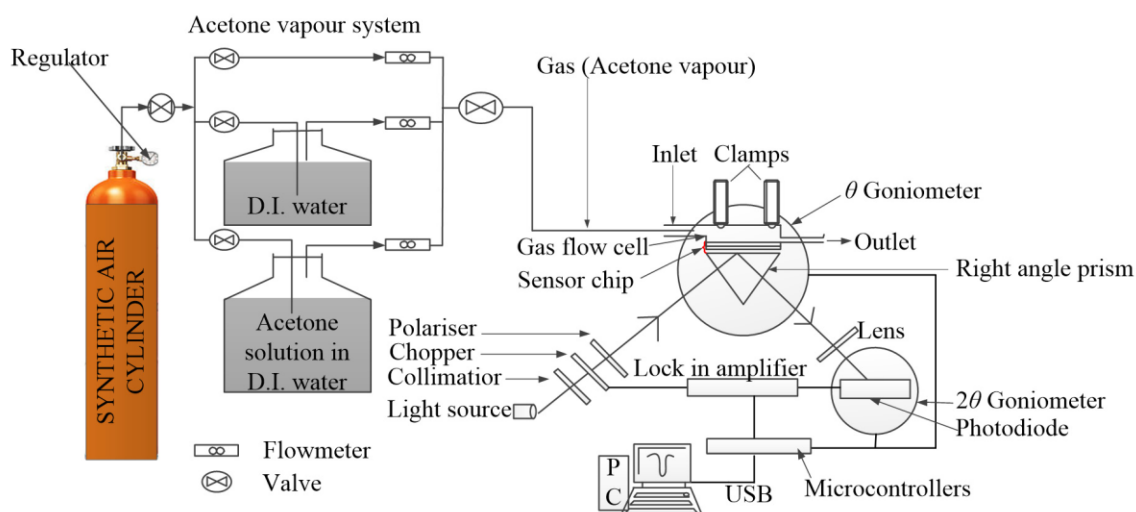 Acetone vapour system
Regulator
Gas (Acetone vapour)
Inlet
Clamps
θ Goniometer
D.I. water
Gas flow cell
Outlet
Sensor chip
Right angle prism
SYNTHETIC AIR
CYLINDER
Acetone
solution in
D.I. water
Polariser
Chopper
Collimatior
Light source
Lens
Lock in amplifier
2θ Goniometer
Photodiode
Flowmeter
Valve
P
C
USB
Microcontrollers